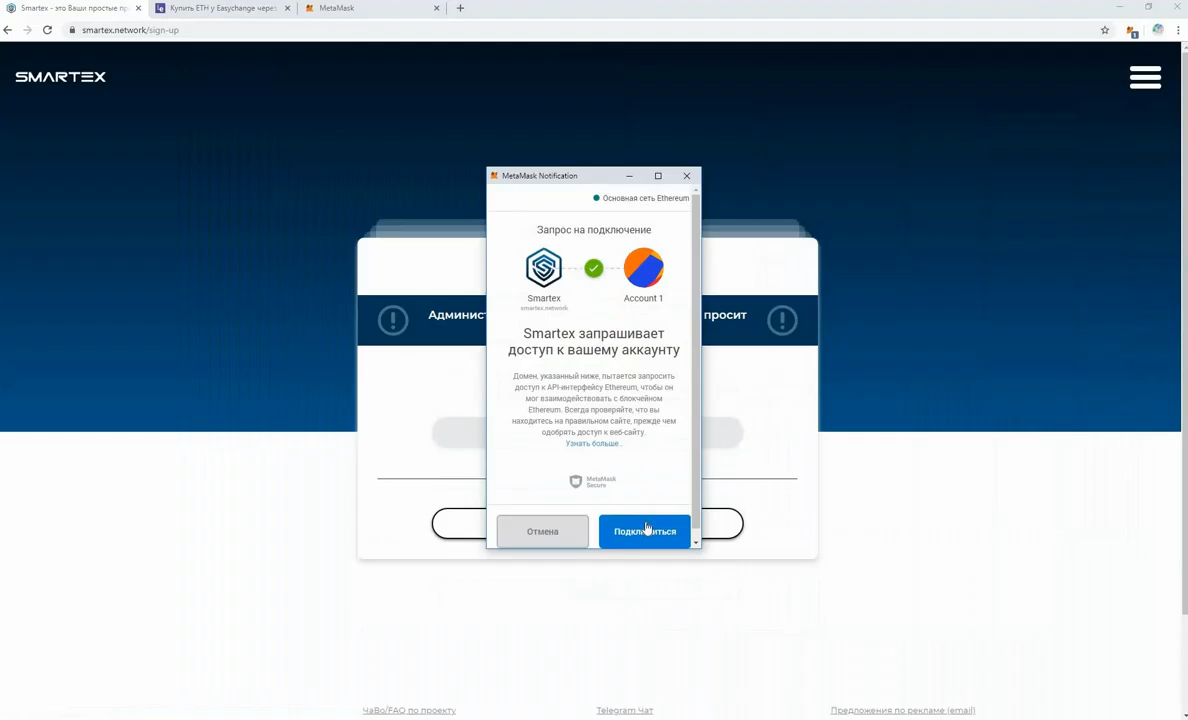 Smartex - это Ваши простые пр
Купить ETH у Easychange через
MetaMask
smartex.network/sign-up
SMARTEX
MetaMask Notification
Основная сеть Ethereum
Запрос на подключение
Smartex
smartex.network
Account 1
Админис
просит
Smartex запрашивает
доступ к вашему аккаунту
Домен, указанный ниже, пытается запросить
доступ к API-интерфейсу Ethereum, чтобы он
мог взаимодействовать с блокчейном
Ethereum. Всегда проверяйте, что вы
находитесь на правильном сайте, прежде чем
одобрять доступ к веб-сайту.
Узнать больше.
MetaMask
Secure
Отмена
Подключиться
ЧаВо/FAQ по проекту
Telegram Чат
Предложения по рекламе (email)